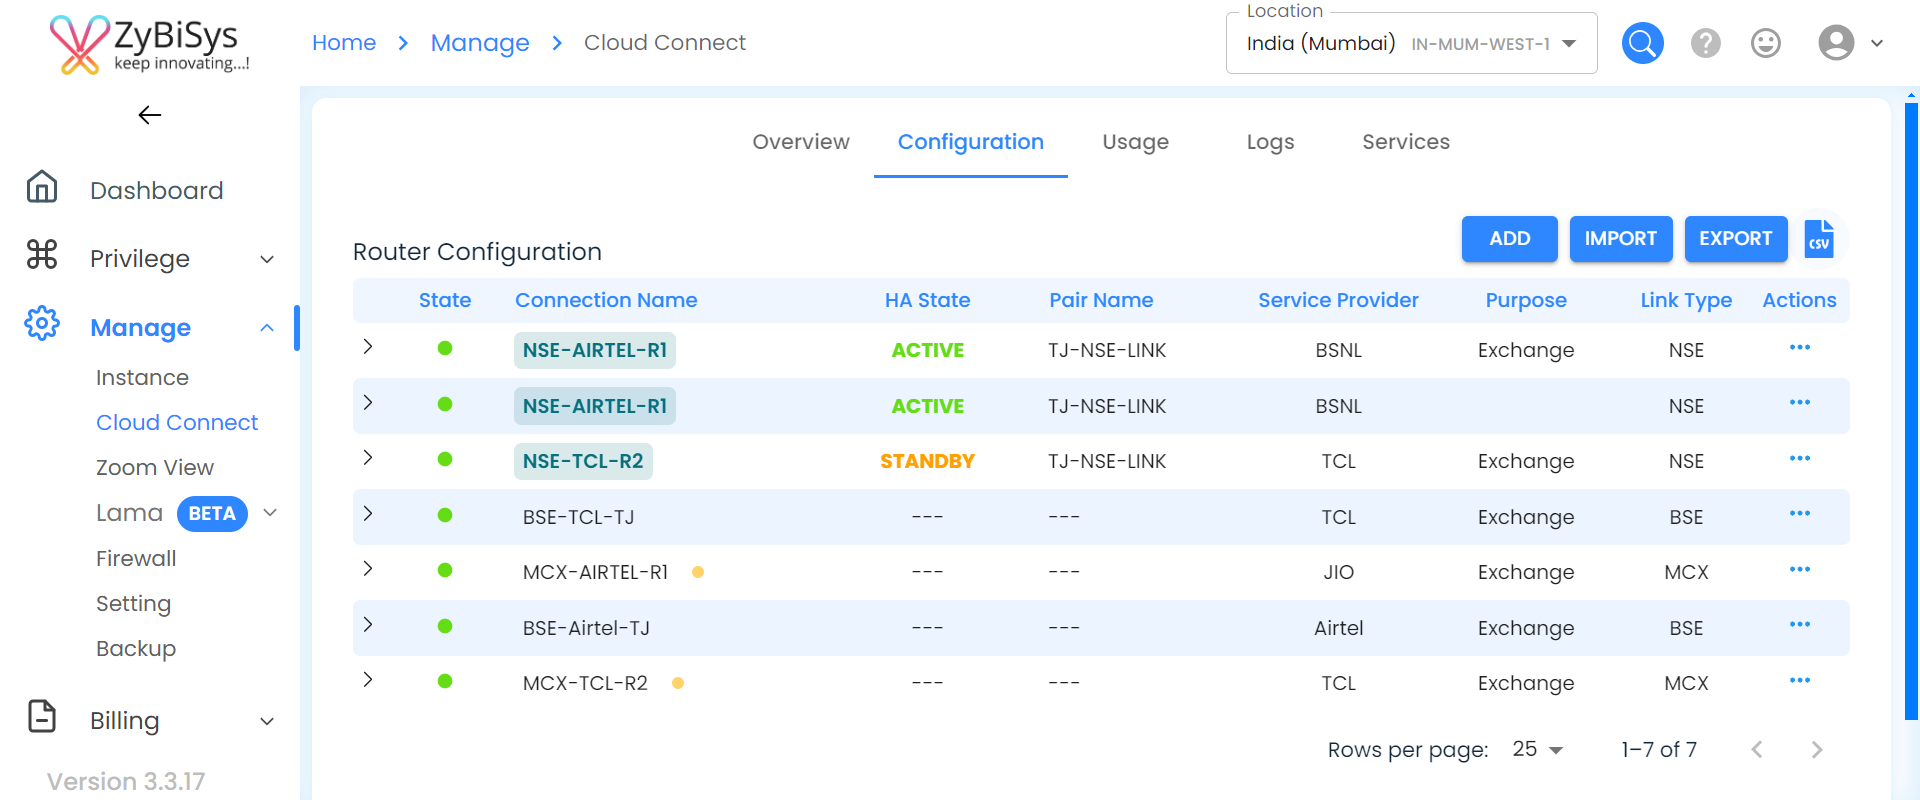 ZyBiSys
keep innovating...!
Home > Manage > Cloud Connect
Location
India (Mumbai) IN-MUM-WEST-1
Dashboard
Privilege
Manage
Instance
Cloud Connect
Zoom View
Lama BETA
Firewall
Setting
Backup
Billing
Version 3.3.17
Overview Configuration Usage Logs Services
Router Configuration
ADD IMPORT EXPORT CSV
State Connection Name HA State Pair Name Service Provider Purpose Link Type Actions
NSE-AIRTEL-R1 ACTIVE TJ-NSE-LINK BSNL Exchange NSE ...
NSE-AIRTEL-R1 ACTIVE TJ-NSE-LINK BSNL NSE ...
NSE-TCL-R2 STANDBY TJ-NSE-LINK TCL Exchange NSE ...
BSE-TCL-TJ --- --- TCL Exchange BSE ...
MCX-AIRTEL-R1 --- --- JIO Exchange MCX ...
BSE-Airtel-TJ --- --- Airtel Exchange BSE ...
MCX-TCL-R2 --- --- TCL Exchange MCX ...
Rows per page: 25 1–7 of 7